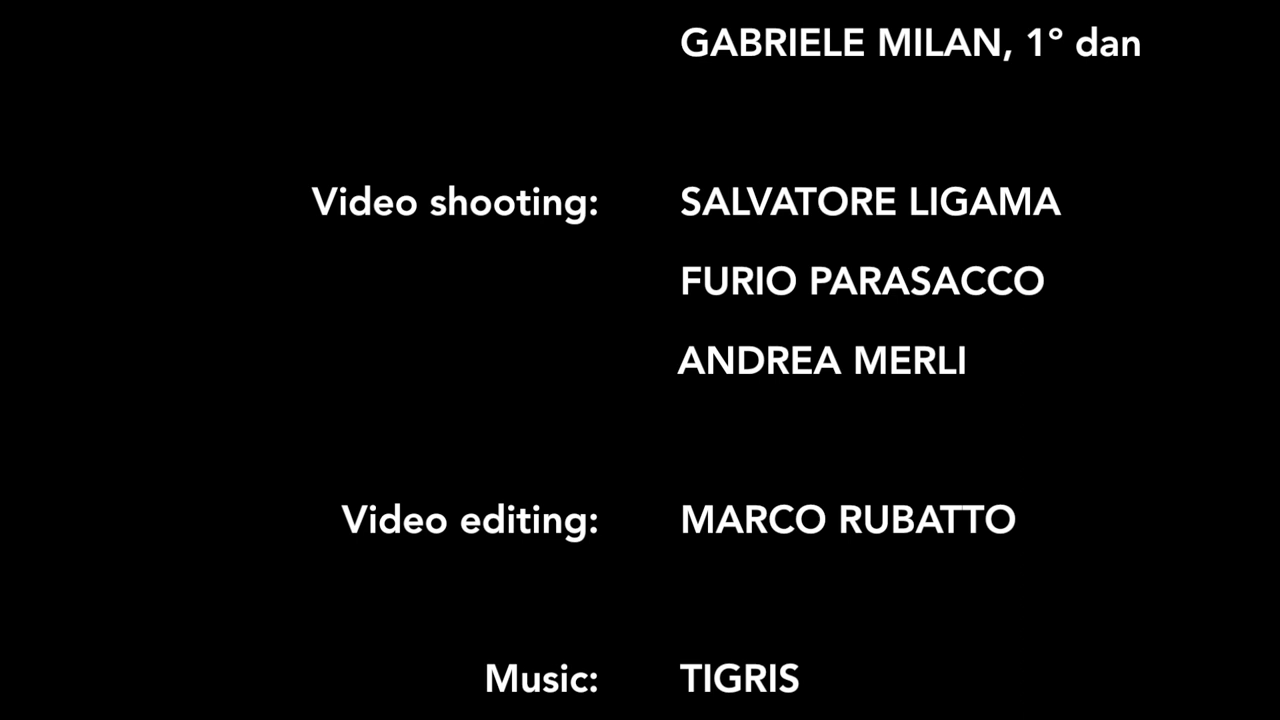 GABRIELE MILAN, 1° dan
Video shooting: SALVATORE LIGAMA
FURIO PARASACCO
ANDREA MERLI
Video editing: MARCO RUBATTO
Music: TIGRIS